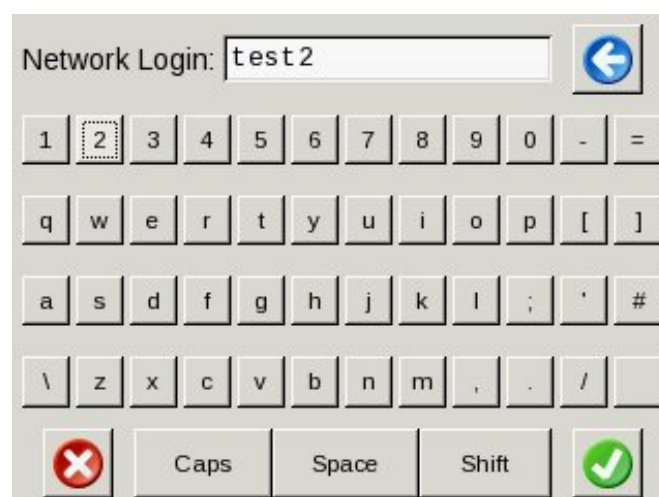 Network Login: test2
1 2 3 4 5 6 7 8 9 0 - =
q w e r t y u i o p [ ]
a s d f g h j k l ; ' #
\ z x c v b n m , . /
Caps Space Shift